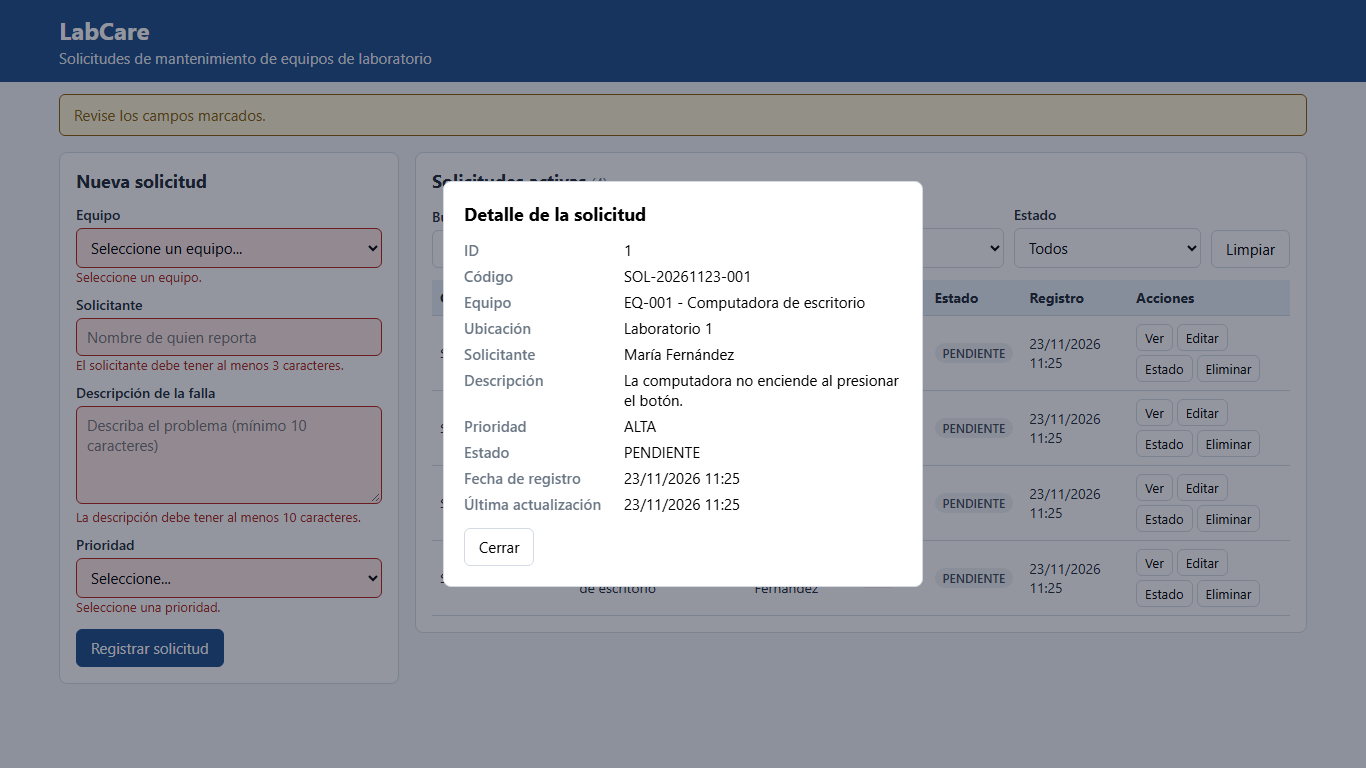 LabCare
Solicitudes de mantenimiento de equipos de laboratorio
Revise los campos marcados.
Nueva solicitud
Equipo
Seleccione un equipo...
Seleccione un equipo.
Solicitante
Nombre de quien reporta
El solicitante debe tener al menos 3 caracteres.
Descripción de la falla
Describa el problema (mínimo 10
caracteres)
La descripción debe tener al menos 10 caracteres.
Prioridad
Seleccione...
Seleccione una prioridad.
Registrar solicitud
Solicitudes activas (4)
Estado
Todos
Limpiar
Estado Registro Acciones
PENDIENTE 23/11/2026 11:25 Ver Editar Estado Eliminar
PENDIENTE 23/11/2026 11:25 Ver Editar Estado Eliminar
PENDIENTE 23/11/2026 11:25 Ver Editar Estado Eliminar
de escritorio Fernández PENDIENTE 23/11/2026 11:25 Ver Editar Estado Eliminar
Detalle de la solicitud
ID 1
Código SOL-20261123-001
Equipo EQ-001 - Computadora de escritorio
Ubicación Laboratorio 1
Solicitante María Fernández
Descripción La computadora no enciende al presionar
el botón.
Prioridad ALTA
Estado PENDIENTE
Fecha de registro 23/11/2026 11:25
Última actualización 23/11/2026 11:25
Cerrar